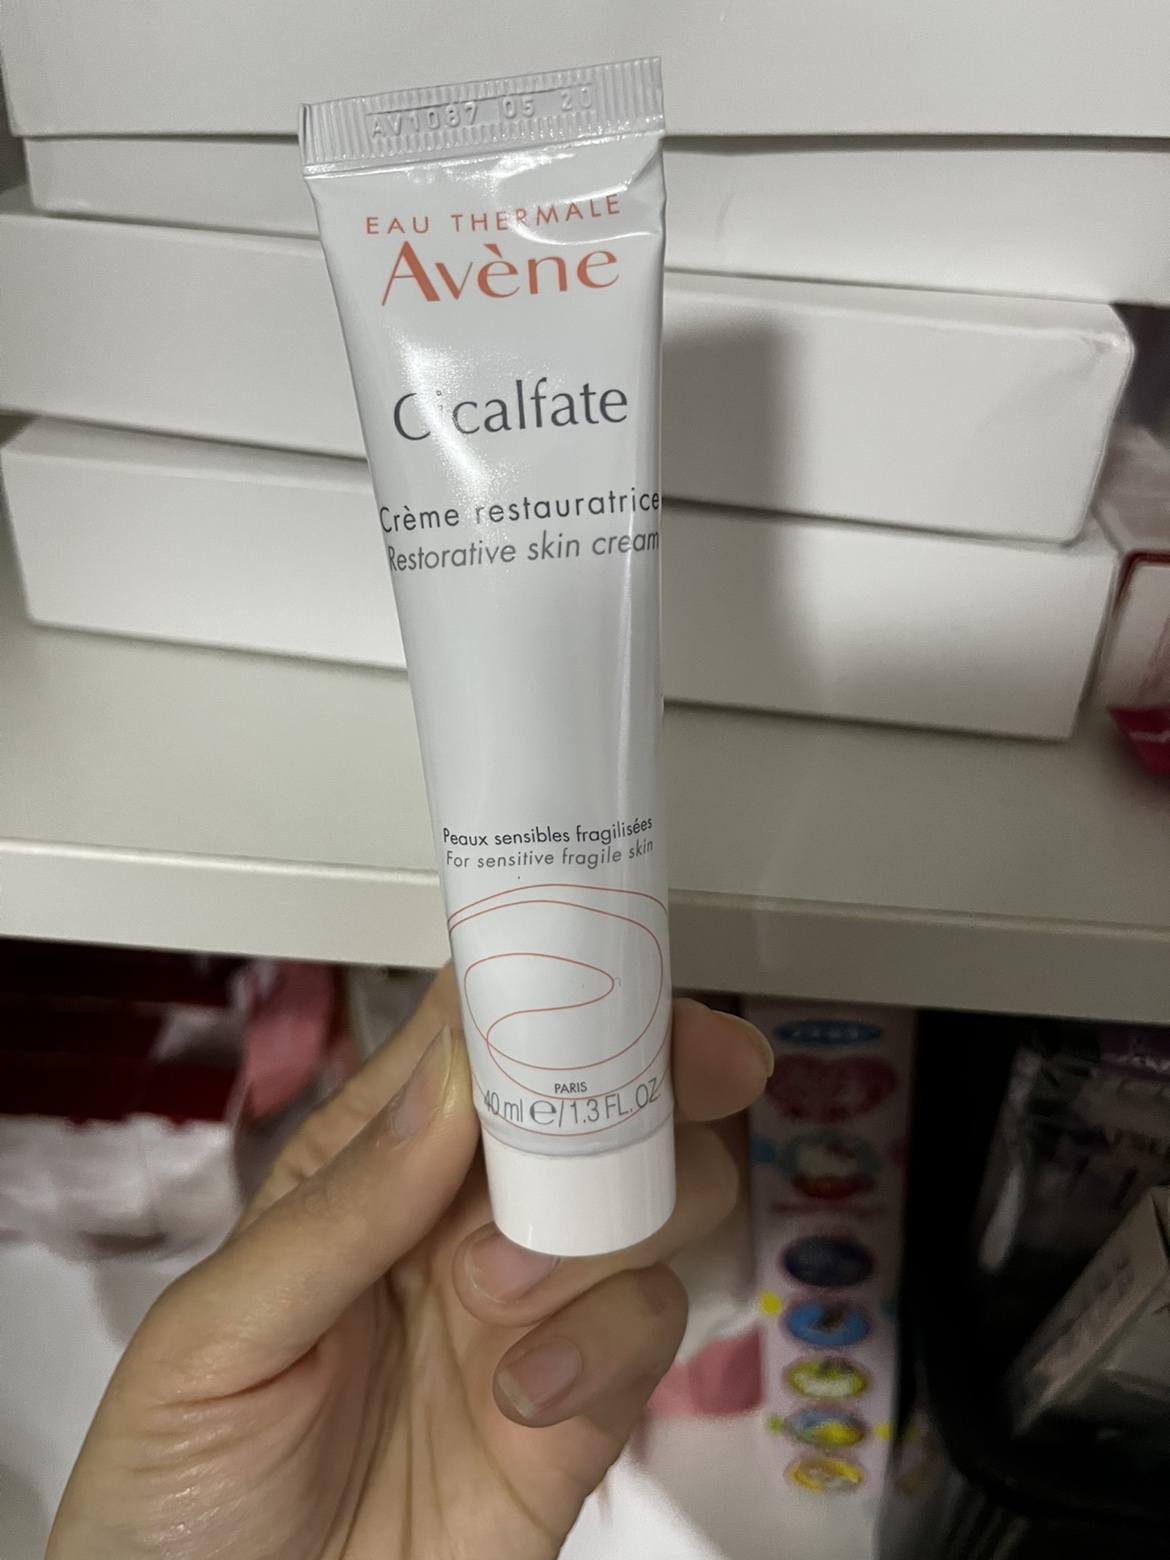 AV1087 05 20
EAU THERMALE
Avène
Cicalfate
Crème restauratrice
Restorative skin cream
Peaux sensibles fragilisées
For sensitive fragile skin
PARIS
40 ml e/1.3 FL.OZ.